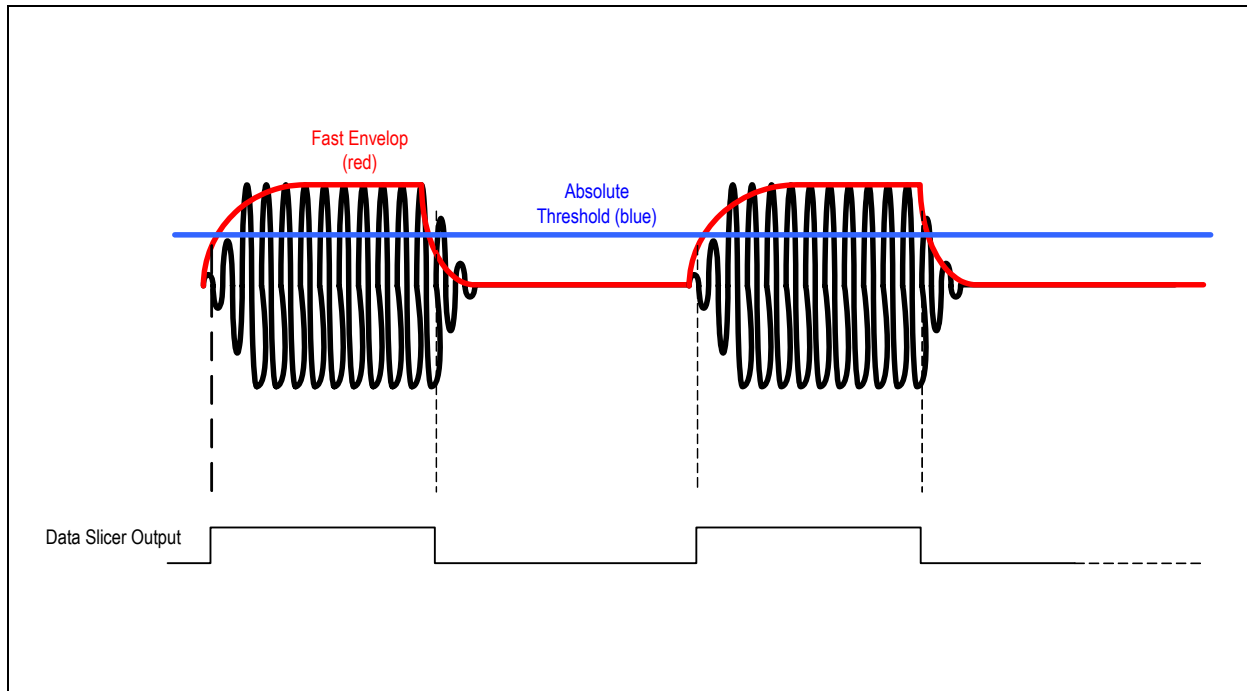 Fast Envelop
(red)
Absolute
Threshold (blue)
Data Slicer Output